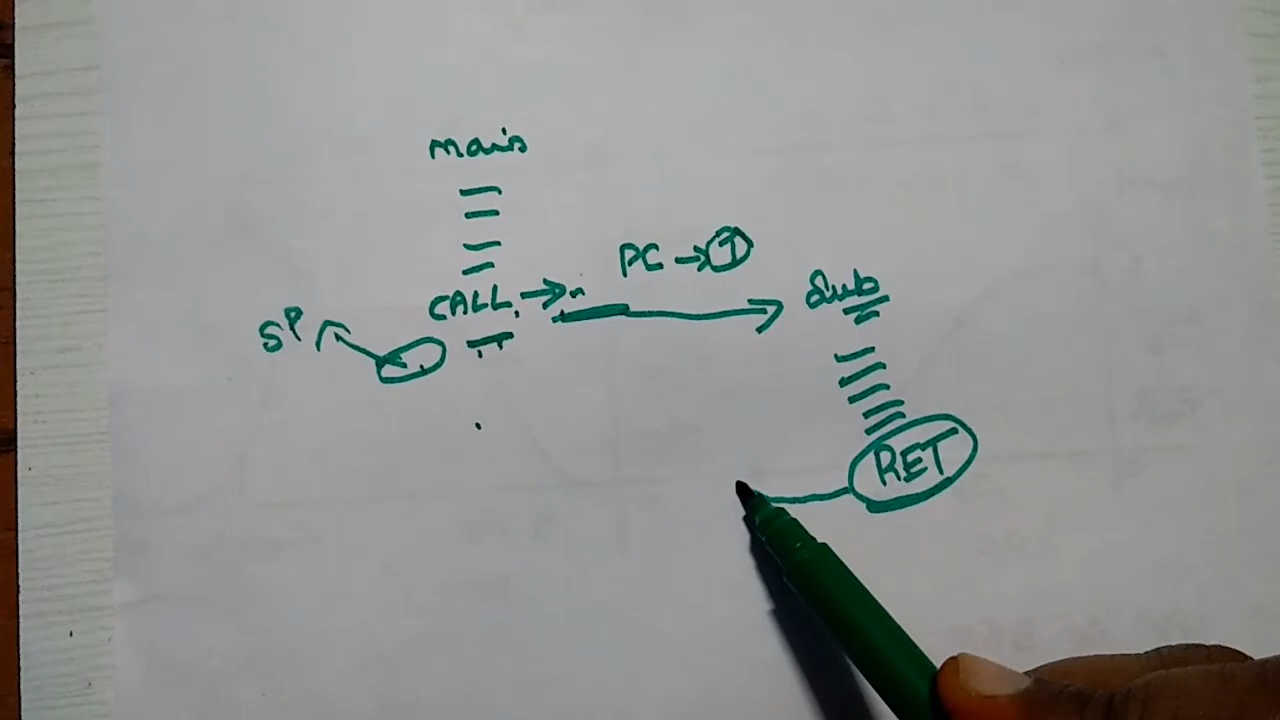 main
PC → ↑
Sub
CALL →
SP
RET